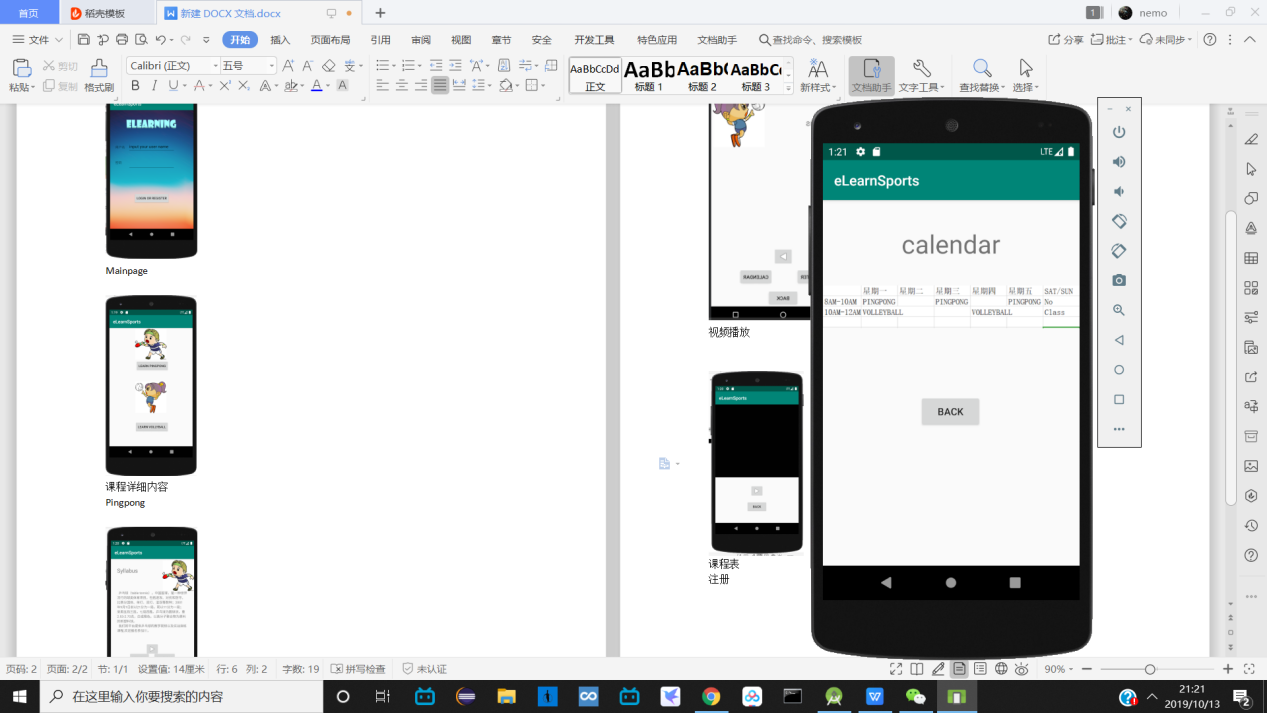 首页 稻壳模板 新建 DOCX 文档.docx 1 nemo
文件 开始 插入 页面布局 引用 审阅 视图 章节 安全 开发工具 特色应用 文档助手 查找命令、搜索模板 分享 批注 未同步
粘贴 剪切 复制 格式刷 Calibri (正文) 五号 AaBbCcDd 正文 AaBb 标题 1 AaBb( 标题 2 AaBbC 标题 3 新样式 文档助手 文字工具 查找替换 选择
ELEARNING
LOGIN OR REGISTER
Mainpage
eLearnSports
LEARN PINGPONG
LEARN VOLLEYBALL
课程详细内容
Pingpong
eLearnSports
Syllabus
CALENDAR
BACK
视频播放
eLearnSports
BACK
课程表
注册
1:21 LTE
eLearnSports
calendar
星期一 星期二 星期三 星期四 星期五 SAT/SUN
8AM-10AM PINGPONG PINGPONG PINGPONG No
10AM-12AM VOLLEYBALL VOLLEYBALL Class
BACK
页码: 2 页面: 2/2 节: 1/1 设置值: 14厘米 行: 6 列: 2 字数: 19 拼写检查 未认证 90%
在这里输入你要搜索的内容
21:21
2019/10/13
2